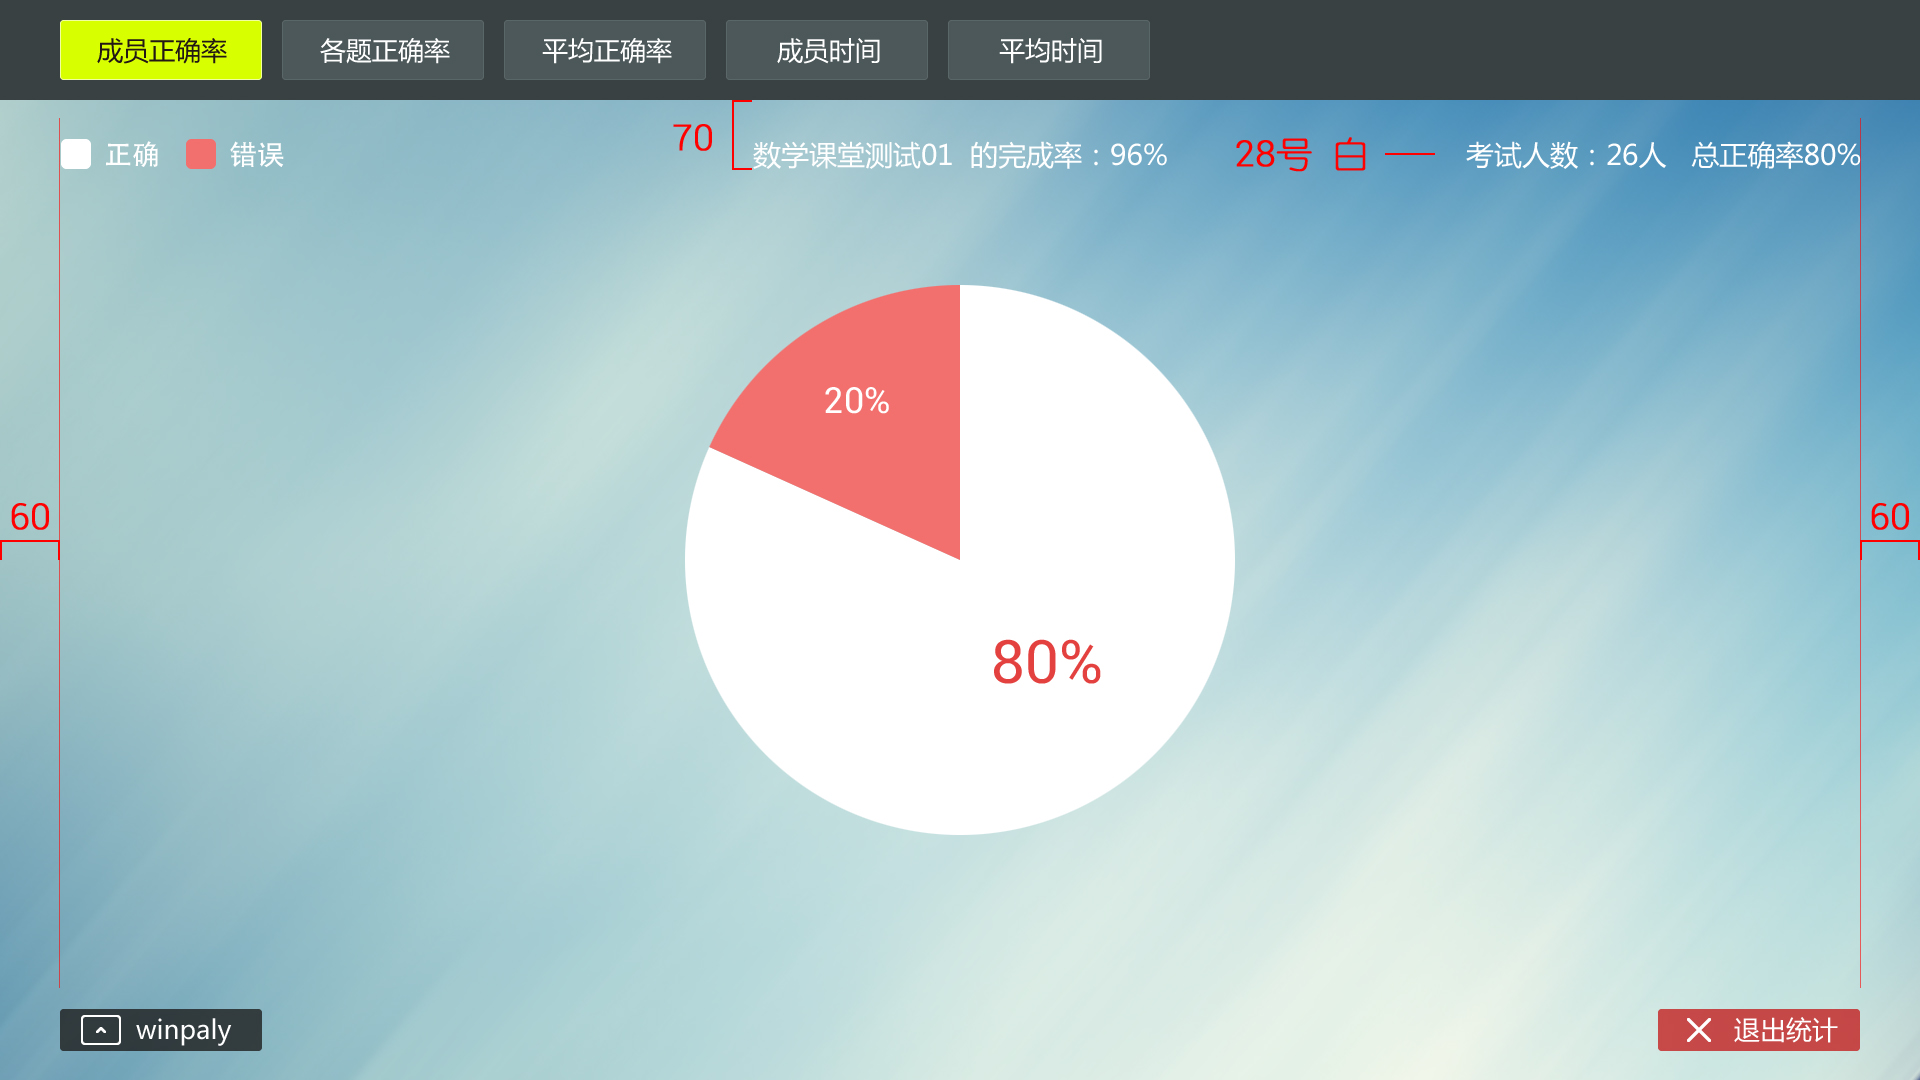 成员正确率 各题正确率 平均正确率 成员时间 平均时间
正确 错误 70 数学课堂测试01 的完成率：96% 28号 白 考试人数：26人 总正确率80%
20%
60 60
80%
winpaly 退出统计